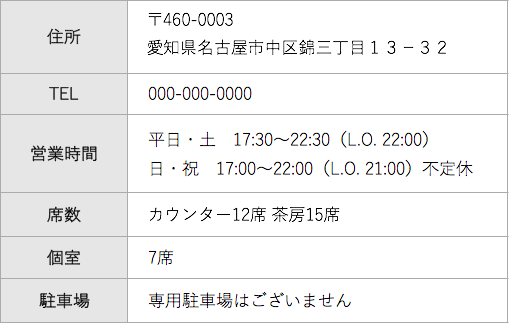 住所
〒460-0003
愛知県名古屋市中区錦三丁目１３－３２
TEL
000-000-0000
営業時間
平日・土　17:30〜22:30（L.O. 22:00）
日・祝　17:00〜22:00（L.O. 21:00）不定休
席数
カウンター12席 茶房15席
個室
7席
駐車場
専用駐車場はございません